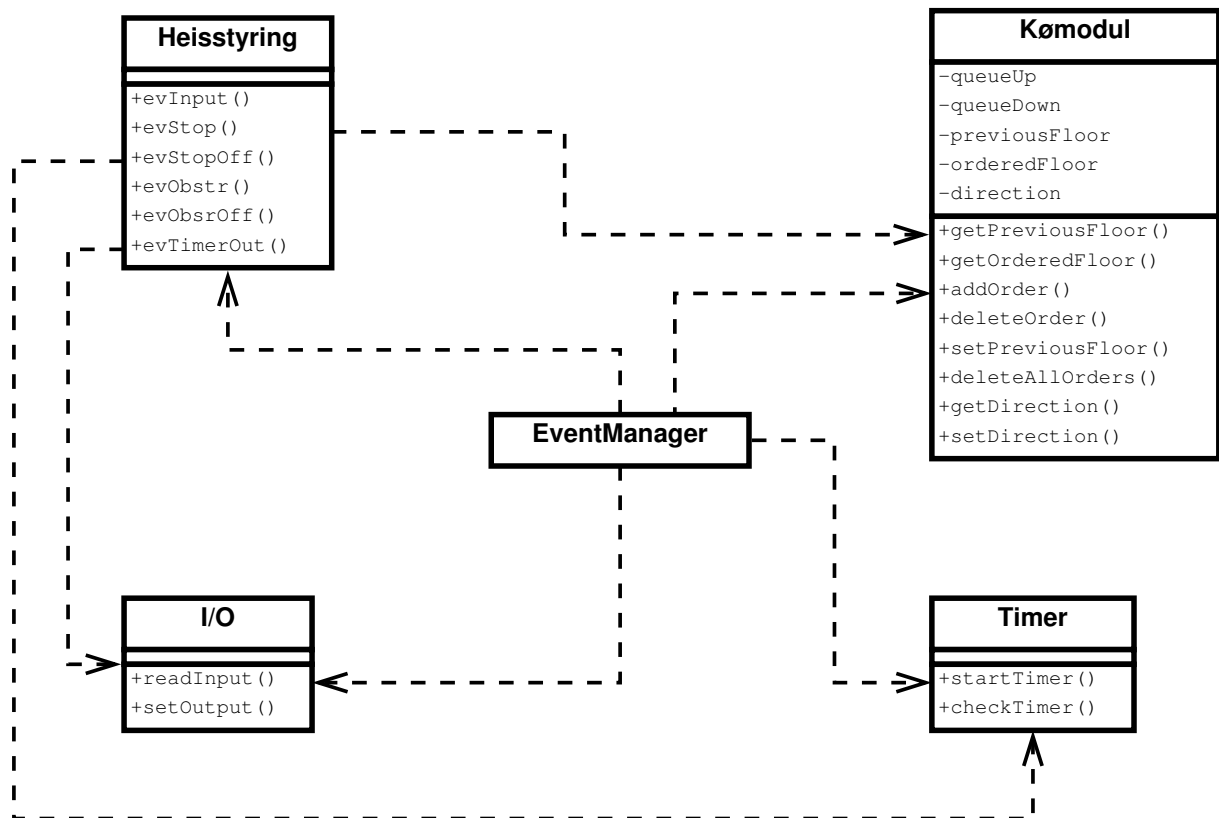 Heisstyring
+evInput()
+evStop()
+evStopOff()
+evObstr()
+evObsrOff()
+evTimerOut()
Kømodul
-queueUp
-queueDown
-previousFloor
-orderedFloor
-direction
+getPreviousFloor()
+getOrderedFloor()
+addOrder()
+deleteOrder()
+setPreviousFloor()
+deleteAllOrders()
+getDirection()
+setDirection()
EventManager
I/O
+readInput()
+setOutput()
Timer
+startTimer()
+checkTimer()